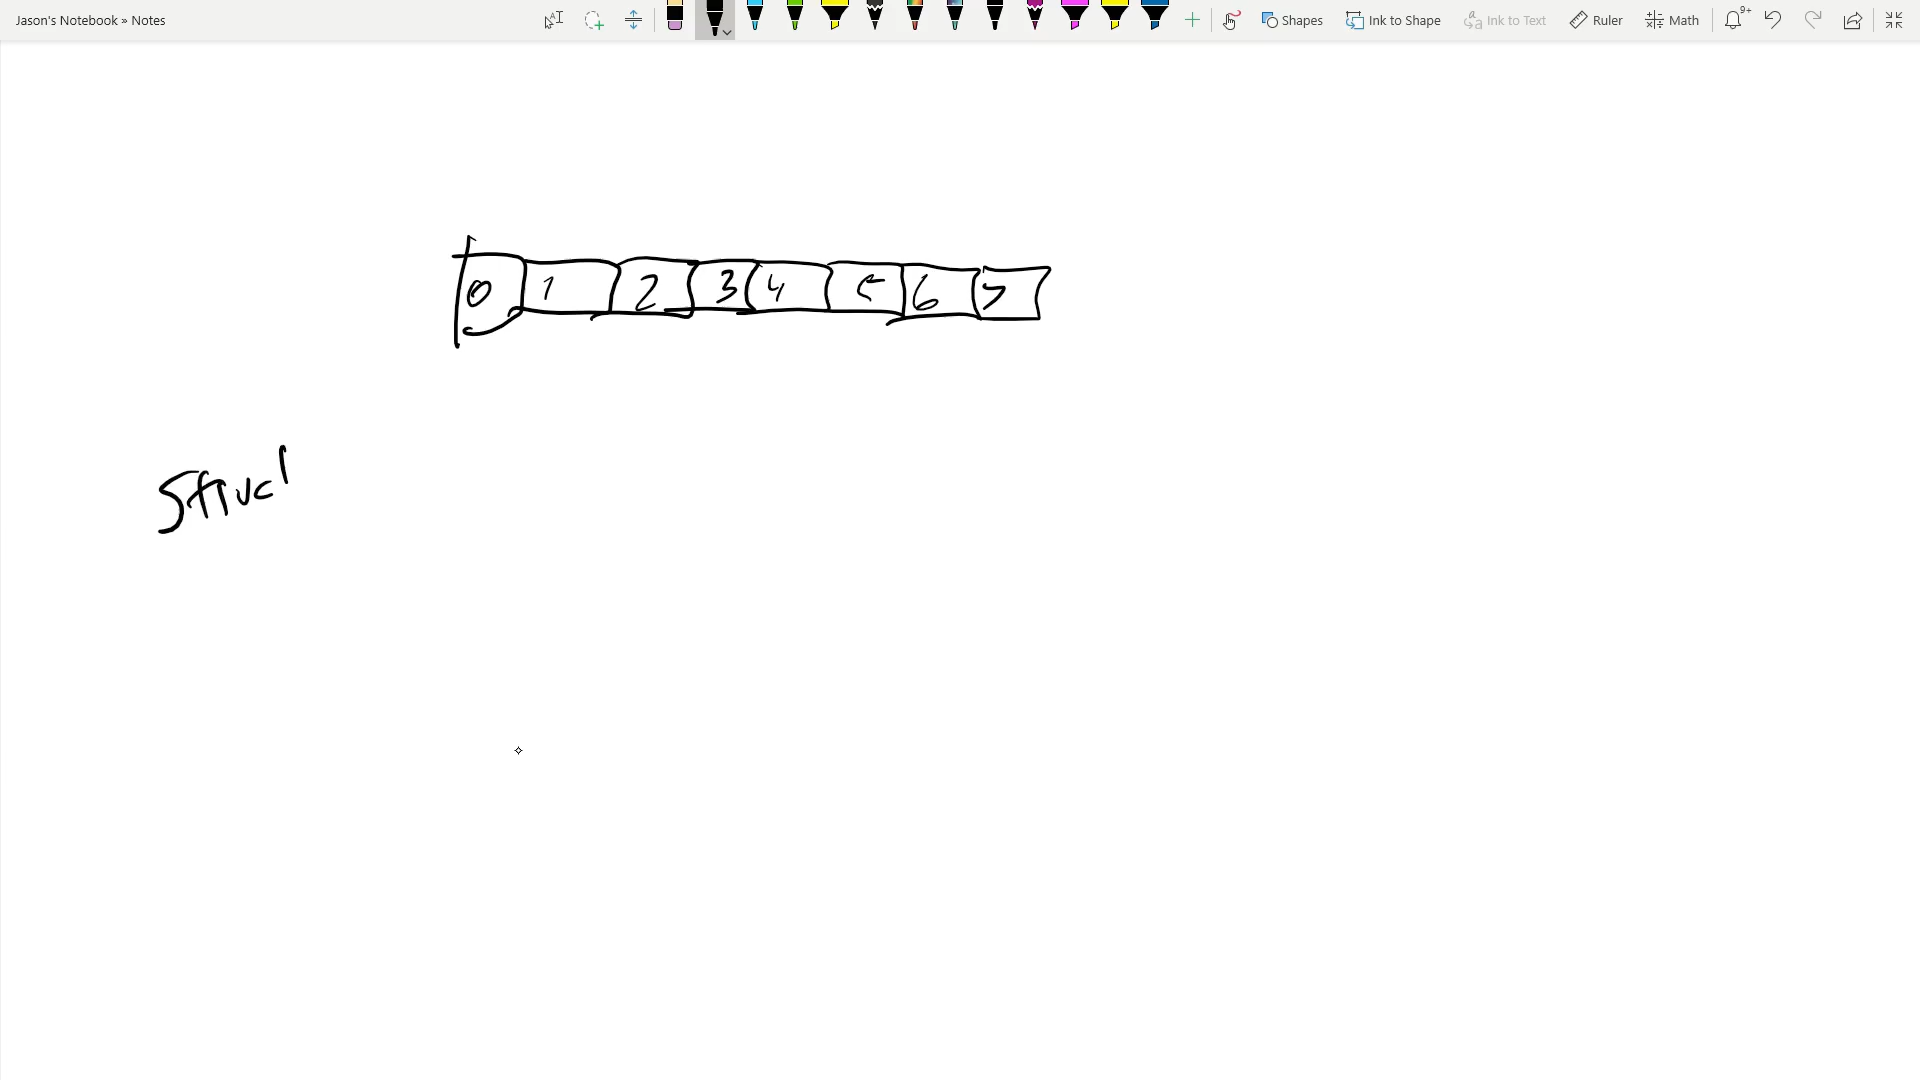 Jason's Notebook » Notes
Shapes Ink to Shape Ink to Text Ruler Math 9+
0 1 2 3 4 5 6 7
Struct